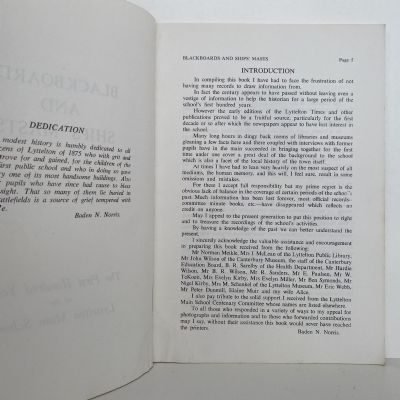 DEDICATION
modest history is humbly dedicated to all
zens of Lyttelton of 1875 who with grit and
trove for and gained, for the children of the
first public school and who in doing so gave
ry one of its most handsome buildings. Also
pupils who since had cause to bless
night. That so many of them lie buried in
attlefields is a source of grief tempered with
e.
Baden N. Norris.
BLACKBOARDS AND SHIPS' MASTS
Page 5
INTRODUCTION
In compiling this book I have had to face the frustration of not
having many records to draw information from.
In fact the century appears to have passed without leaving even a
vestige of information to help the historian for a large period of the
school's first hundred years.
However the early editions of the Lyttelton Times and other
publications proved to be a fruitful source, particularly for the first
decade or so after which the newspapers appear to have lost interest in
the school.
Many long hours in dingy back rooms of libraries and museums
gleaning a few facts here and there coupled with interviews with former
pupils have in the main succeeded in bringing together for the first
time under one cover a great deal of the background to the school
which is also a facet of the local history of the town itself.
At times I have had to lean very heavily on the most suspect of all
mediums, the human memory, and this will, I feel sure, result in some
omissions and mistakes.
For these I accept full responsibility but my prime regret is the
obvious lack of balance in the coverage of certain periods of the school's
past. Much information has been lost forever, most official records—
committee minute books, etc.—have disappeared which reflects no
credit on anyone.
May I appeal to the present generation to put this position to right
and to treasure the recordings of the school's activities.
By having a knowledge of the past we can better understand the
present.
I sincerely acknowledge the valuable assistance and encouragement
in preparing this book received from the following:
Mr Norman Meikle, Mrs J. McLean of the Lyttelton Public Library,
Mr John Wilson of the Canterbury Museum, the staff of the Canterbury
Education Board, B. R. Sareby of the Health Department, Mr Hardie
Wilson, Mr B. R. Wilson, Mr R. Sanders, Mr E. Paulsen, Mr W.
TeKoeti, Mrs Evelyn Kirby, Mrs Evelyn Miller, Mr Ben Symonds, Mr
Nigel Kirby, Mrs M. Schenkel of the Lyttelton Museum, Mr Eric Webb,
Mr Peter Dunmill, Elaine Muir and my wife Alice.
I also pay tribute to the solid support I received from the Lyttelton
Main School Centenary Committee whose names are listed elsewhere.
To all those who responded in a variety of ways to my appeal for
photographs and information and to those who forwarded contributions
may I say, without their assistance this book would never have reached
the printers.
Baden N. Norris.